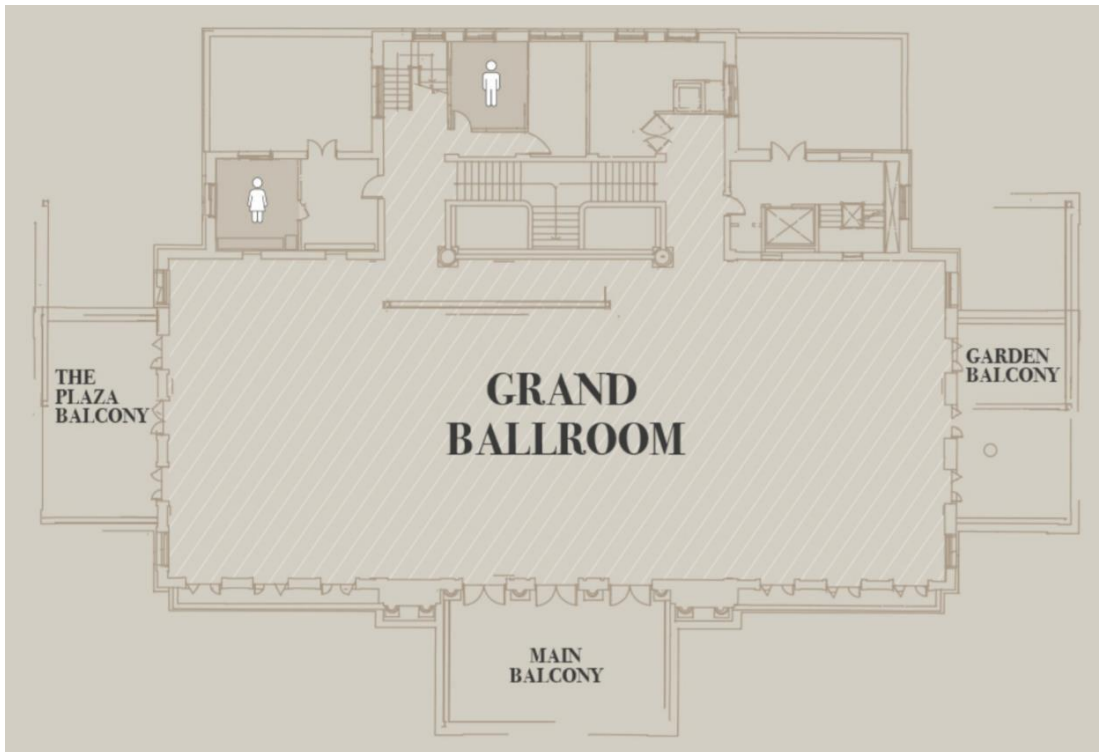 THE
PLAZA
BALCONY
GARDEN
BALCONY
GRAND
BALLROOM
MAIN
BALCONY